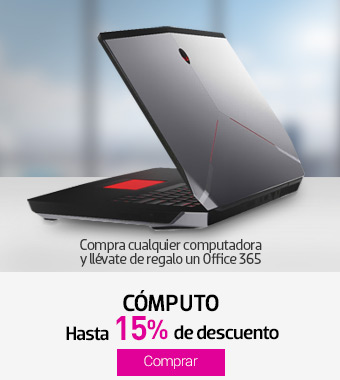 Compra cualquier computadora
y llévate de regalo un Office 365
CÓMPUTO
Hasta 15% de descuento
Comprar